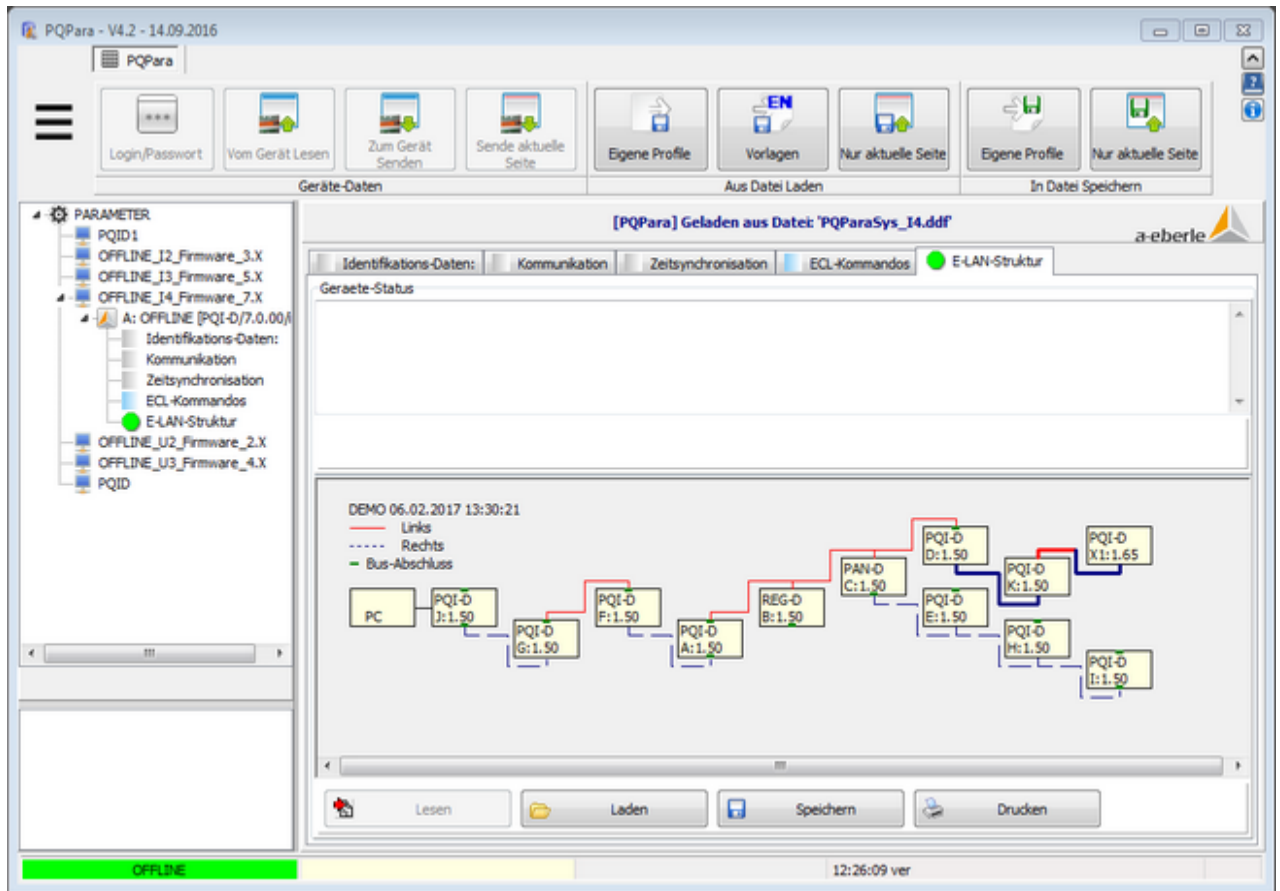 PQPara - V4.2 - 14.09.2016
PQPara
Login/Passwort
Vom Gerät Lesen
Zum Gerät
Senden
Sende aktuelle
Seite
Eigene Profile
EN
Vorlagen
Nur aktuelle Seite
Eigene Profile
Nur aktuelle Seite
Geräte-Daten
Aus Datei Laden
In Datei Speichern
PARAMETER
PQID1
OFFLINE_I2_Firmware_3.X
OFFLINE_I3_Firmware_5.X
OFFLINE_I4_Firmware_7.X
A: OFFLINE [PQI-D/7.0.00/
Identifikations-Daten:
Kommunikation
Zeitsynchronisation
ECL-Kommandos
E-LAN-Struktur
OFFLINE_U2_Firmware_2.X
OFFLINE_U3_Firmware_4.X
PQID
[PQPara] Geladen aus Datei: 'PQParaSys_I4.ddf'
a-eberle
Identifikations-Daten:
Kommunikation
Zeitsynchronisation
ECL-Kommandos
E-LAN-Struktur
Geraete-Status
DEMO 06.02.2017 13:30:21
Links
Rechts
Bus-Abschluss
PC
PQI-D
J:1.50
PQI-D
G:1.50
PQI-D
F:1.50
PQI-D
A:1.50
REG-D
B:1.50
PAN-D
C:1.50
PQI-D
D:1.50
PQI-D
E:1.50
PQI-D
K:1.50
PQI-D
H:1.50
PQI-D
X1:1.65
PQI-D
I:1.50
Lesen
Laden
Speichern
Drucken
OFFLINE
12:26:09 ver